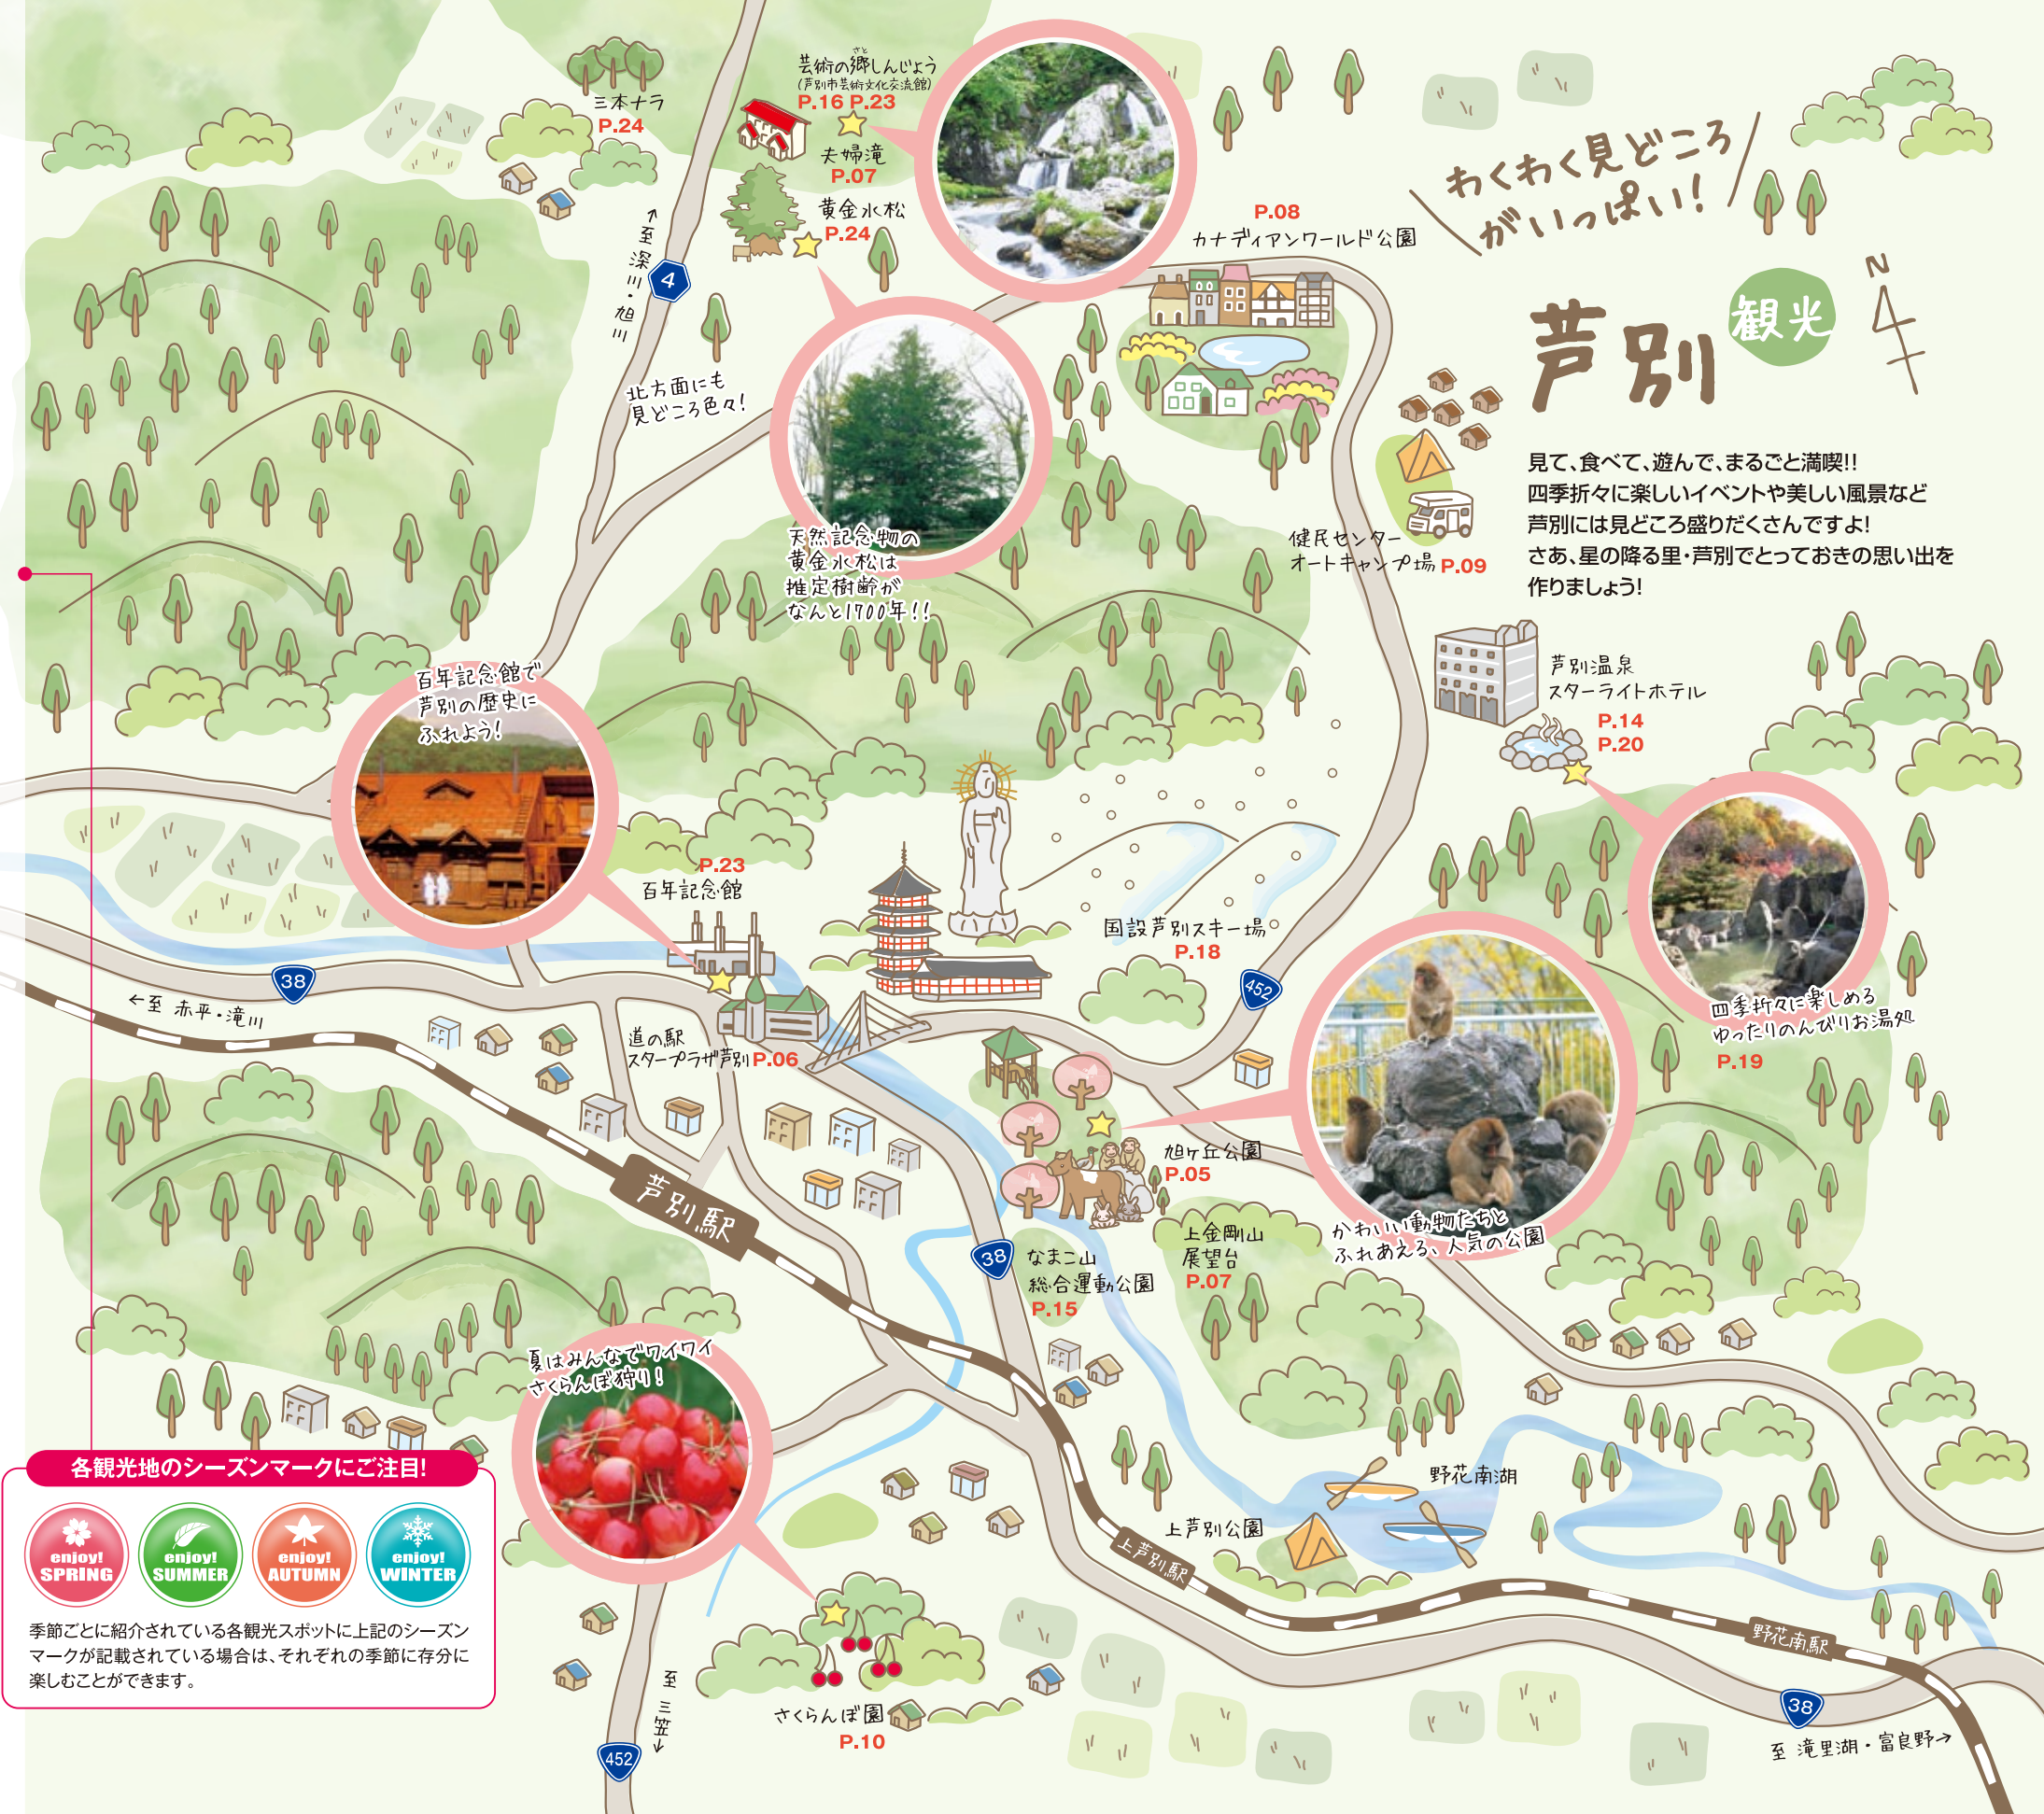 三本ナラ
P.24
さと
芸術の郷しんじょう
(芦別市芸術文化交流館)
P.16 P.23
夫婦滝
P.07
黄金水松
P.24
←至深川・旭川
4
北方面にも
見どころ色々!
天然記念物の
黄金水松は
推定樹齢が
なんと1700年!!
P.08
カナディアンワールド公園
わくわく見どころ
がいっぱい!
N
芦別
観光
見て、食べて、遊んで、まるごと満喫!!
四季折々に楽しいイベントや美しい風景など
芦別には見どころ盛りだくさんですよ!
さあ、星の降る里・芦別でとっておきの思い出を
作りましょう!
健民センター
オートキャンプ場 P.09
芦別温泉
スターライトホテル
P.14
P.20
百年記念館で
芦別の歴史に
ふれよう!
P.23
百年記念館
国設芦別スキー場
P.18
452
四季折々に楽しめる
ゆったりのんびりお湯処
P.19
38
←至 赤平・滝川
道の駅
スタープラザ芦別 P.06
旭ヶ丘公園
P.05
かわいい動物たちと
ふれあえる、人気の公園
芦別駅
38
なまこ山
総合運動公園
P.15
上金剛山
展望台
P.07
夏はみんなでワイワイ
さくらんぼ狩り!
野花南湖
上芦別公園
上芦別駅
野花南駅
各観光地のシーズンマークにご注目!
enjoy!
SPRING
enjoy!
SUMMER
enjoy!
AUTUMN
enjoy!
WINTER
季節ごとに紹介されている各観光スポットに上記のシーズン
マークが記載されている場合は、それぞれの季節に存分に
楽しむことができます。
至 三笠→
452
さくらんぼ園
P.10
38
至 滝里湖・富良野→